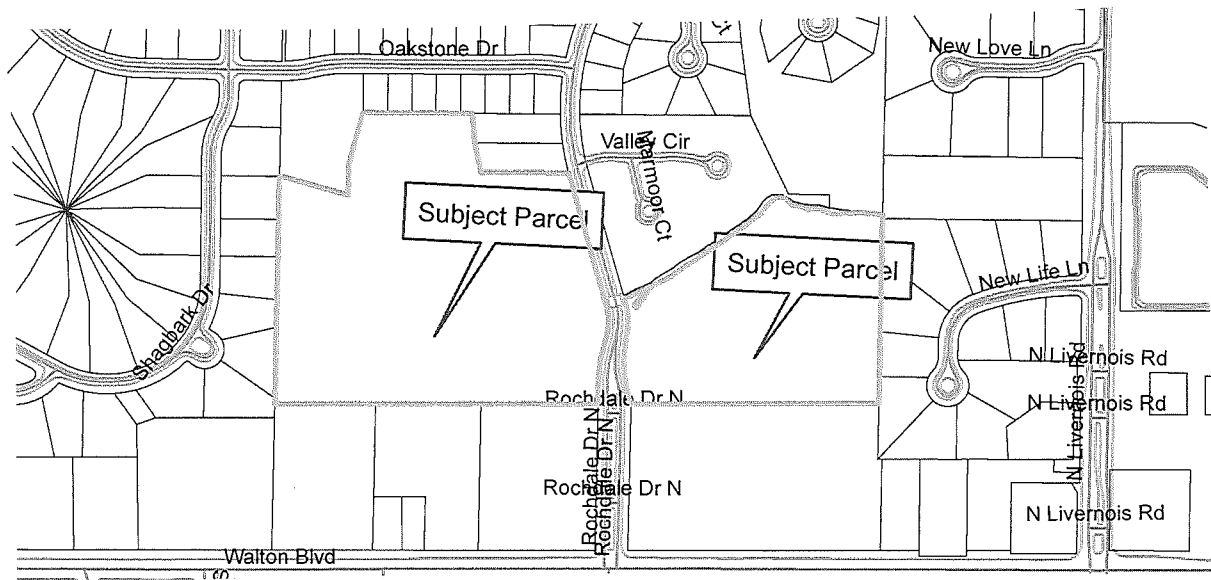 Ct
Oakstone Dr
New Love Ln
Valley Cir
Marmoor Ct
Subject Parcel
Subject Parcel
New Life Ln
Shagbark Dr
N Livernois Rd
N Livernois Rd
N Livernois Rd
Rochdale Dr N
Rochdale Dr N
Rochdale Dr N
Rochdale Dr N
N Livernois Rd
Walton Blvd
S